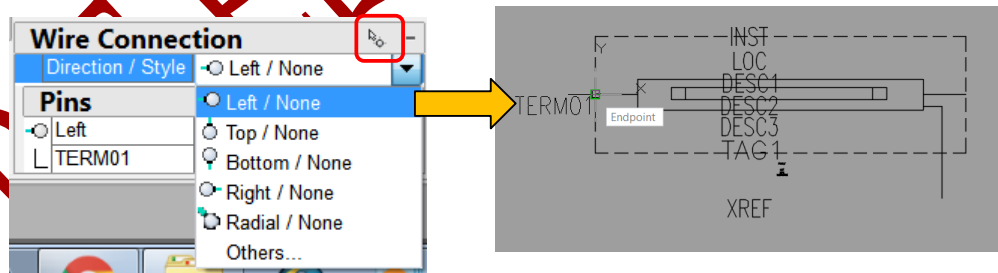 Wire Connection
Direction / Style
Left / None
Left / None
Top / None
Bottom / None
Right / None
Radial / None
Others...
Pins
Left
TERM01
INST
LOC
DESC1
DESC2
DESC3
TAG1
XREF
TERM01
Endpoint
Y
X